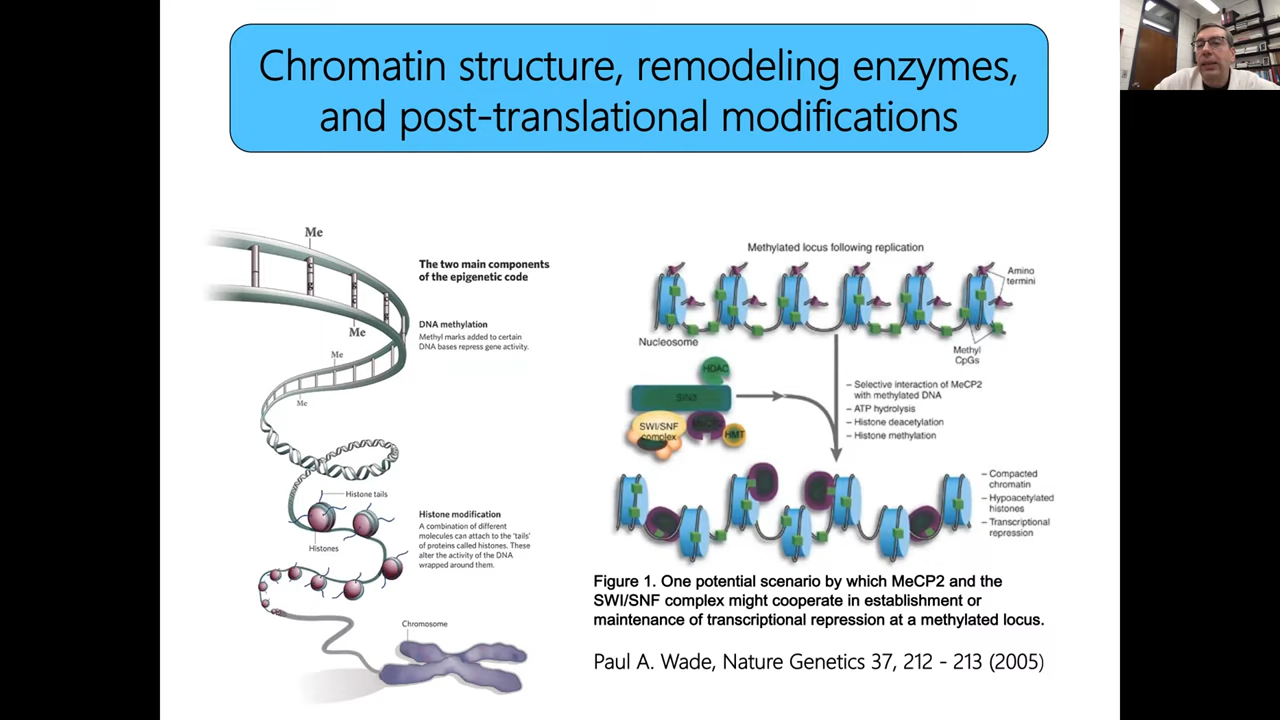 Chromatin structure, remodeling enzymes,
and post-translational modifications
Me
The two main components
of the epigenetic code
Me
DNA methylation
Methyl marks added to certain
DNA bases repress gene activity.
Me
Me
Histone tails
Histones
Histone modification
A combination of different
molecules can attach to the 'tails'
of proteins called histones. These
alter the activity of the DNA
wrapped around them.
Chromosome
Methylated locus following replication
Amino
termini
Nucleosome
Methyl
CpGs
HDAC
SIN3
SWI/SNF
complex
HMT
– Selective interaction of MeCP2
with methylated DNA
– ATP hydrolysis
– Histone deacetylation
– Histone methylation
– Compacted
chromatin
– Hypoacetylated
histones
– Transcriptional
repression
Figure 1. One potential scenario by which MeCP2 and the
SWI/SNF complex might cooperate in establishment or
maintenance of transcriptional repression at a methylated locus.
Paul A. Wade, Nature Genetics 37, 212 - 213 (2005)